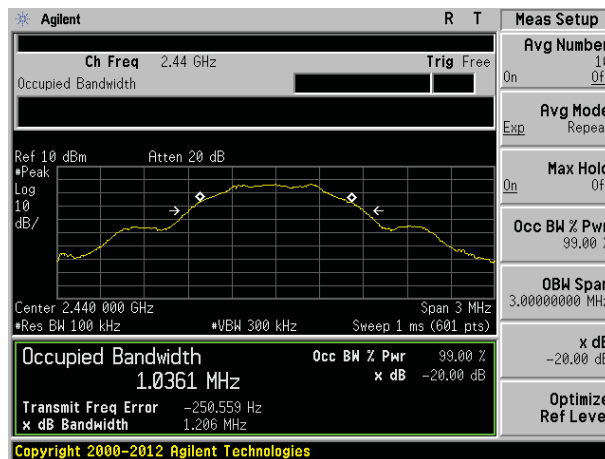 Agilent R T Meas Setup
Avg Number
10
On Off
Ch Freq 2.44 GHz Trig Free
Occupied Bandwidth
Avg Mode
Exp Repeat
Ref 10 dBm Atten 20 dB
#Peak
Log
10
dB/
Max Hold
On Off
Occ BW % Pwr
99.00 %
OBW Span
3.00000000 MHz
Center 2.440 000 GHz Span 3 MHz
#Res BW 100 kHz #VBW 300 kHz Sweep 1 ms (601 pts)
x dB
-20.00 dB
Occupied Bandwidth Occ BW % Pwr 99.00 %
1.0361 MHz x dB -20.00 dB
Transmit Freq Error -250.559 Hz
x dB Bandwidth 1.206 MHz
Optimize
Ref Level
Copyright 2000-2012 Agilent Technologies